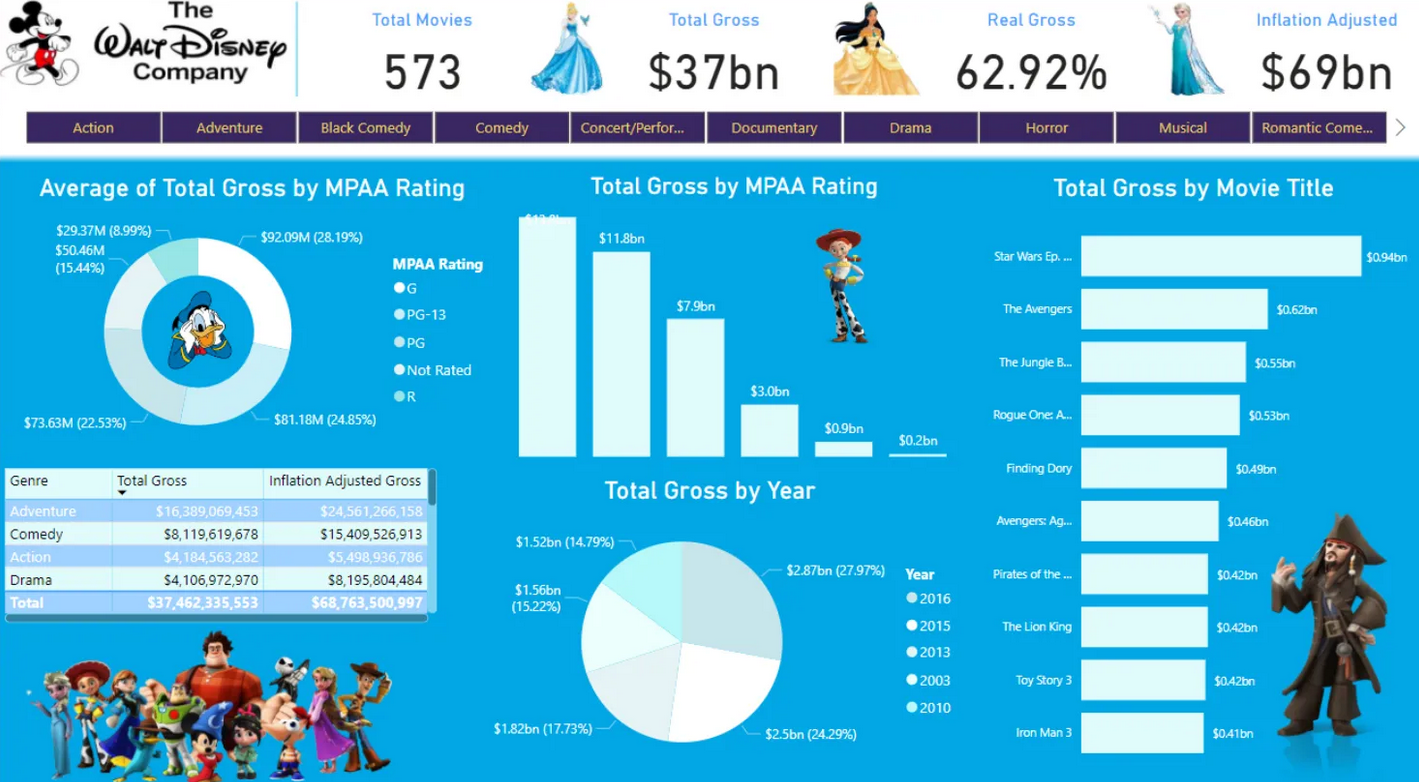 The
WALT DISNEY
Company
Total Movies
573
Total Gross
$37bn
Real Gross
62.92%
Inflation Adjusted
$69bn
Action
Adventure
Black Comedy
Comedy
Concert/Perfor...
Documentary
Drama
Horror
Musical
Romantic Come...
Average of Total Gross by MPAA Rating
$29.37M (8.99%)
$50.46M
(15.44%)
$92.09M (28.19%)
$73.63M (22.53%)
$81.18M (24.85%)
MPAA Rating
G
PG-13
PG
Not Rated
R
Genre Total Gross Inflation Adjusted Gross
Adventure $16,389,069,453 $24,561,266,158
Comedy $8,119,619,678 $15,409,526,913
Action $4,184,563,282 $5,498,936,786
Drama $4,106,972,970 $8,195,804,484
Total $37,462,335,553 $68,763,500,997
Total Gross by MPAA Rating
$11.8bn
$7.9bn
$3.0bn
$0.9bn
$0.2bn
Total Gross by Year
$1.52bn (14.79%)
$1.56bn
(15.22%)
$2.87bn (27.97%)
$1.82bn (17.73%)
$2.5bn (24.29%)
Year
2016
2015
2013
2003
2010
Total Gross by Movie Title
Star Wars Ep. ... $0.94bn
The Avengers $0.62bn
The Jungle B... $0.55bn
Rogue One: A... $0.53bn
Finding Dory $0.49bn
Avengers: Ag... $0.46bn
Pirates of the ... $0.42bn
The Lion King $0.42bn
Toy Story 3 $0.42bn
Iron Man 3 $0.41bn